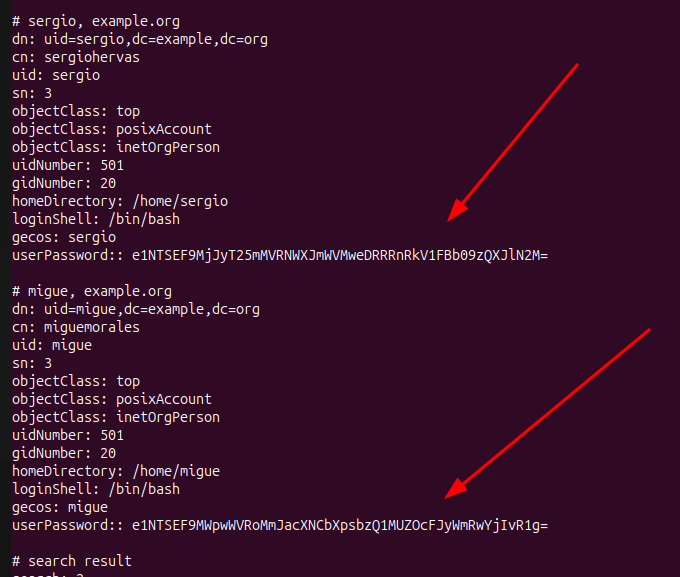 # sergio, example.org
dn: uid=sergio,dc=example,dc=org
cn: sergiohervas
uid: sergio
sn: 3
objectClass: top
objectClass: posixAccount
objectClass: inetOrgPerson
uidNumber: 501
gidNumber: 20
homeDirectory: /home/sergio
loginShell: /bin/bash
gecos: sergio
userPassword:: e1NTSEF9MjJyT25mMVRNWXJmWVMweDRRRnRkV1FBb09zQXJlN2M=
# migue, example.org
dn: uid=migue,dc=example,dc=org
cn: miguemorales
uid: migue
sn: 3
objectClass: top
objectClass: posixAccount
objectClass: inetOrgPerson
uidNumber: 501
gidNumber: 20
homeDirectory: /home/migue
loginShell: /bin/bash
gecos: migue
userPassword:: e1NTSEF9MWpwWVRoMmJacXNCbXpsbzQ1MUZOcFJyWmRwYjIvR1g=
# search result